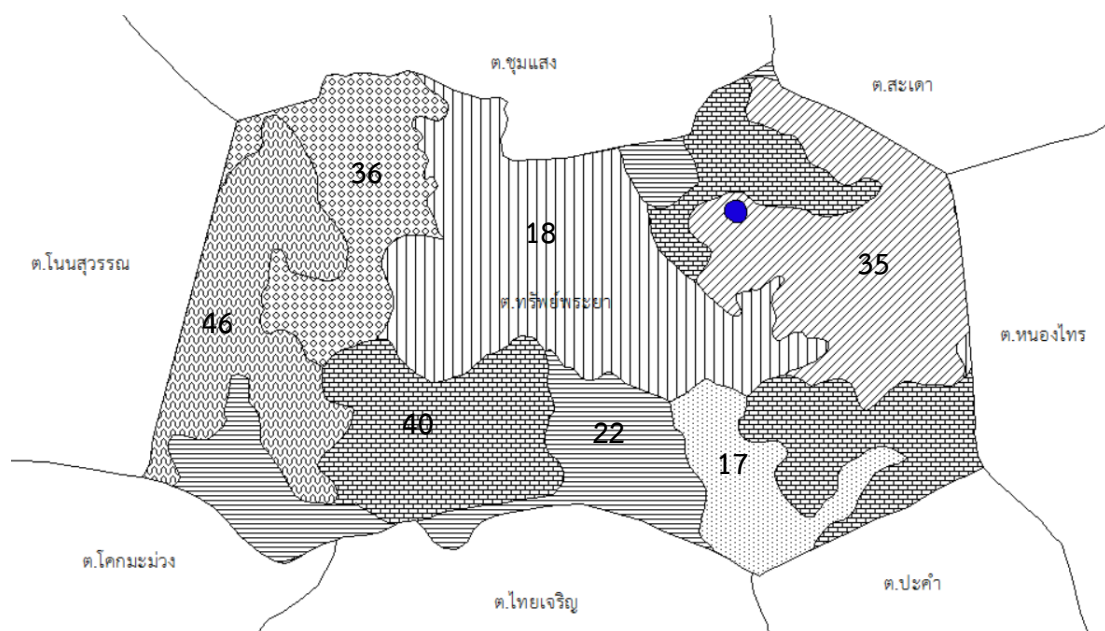 ต.ชุมแสง
ต.สะเดา
36
18
35
ต.โนนสุวรรณ
ต.ทรัพย์พระยา
46
ต.หนองไทร
40
22
17
ต.โคกมะม่วง
ต.ปะคำ
ต.ไทยเจริญ